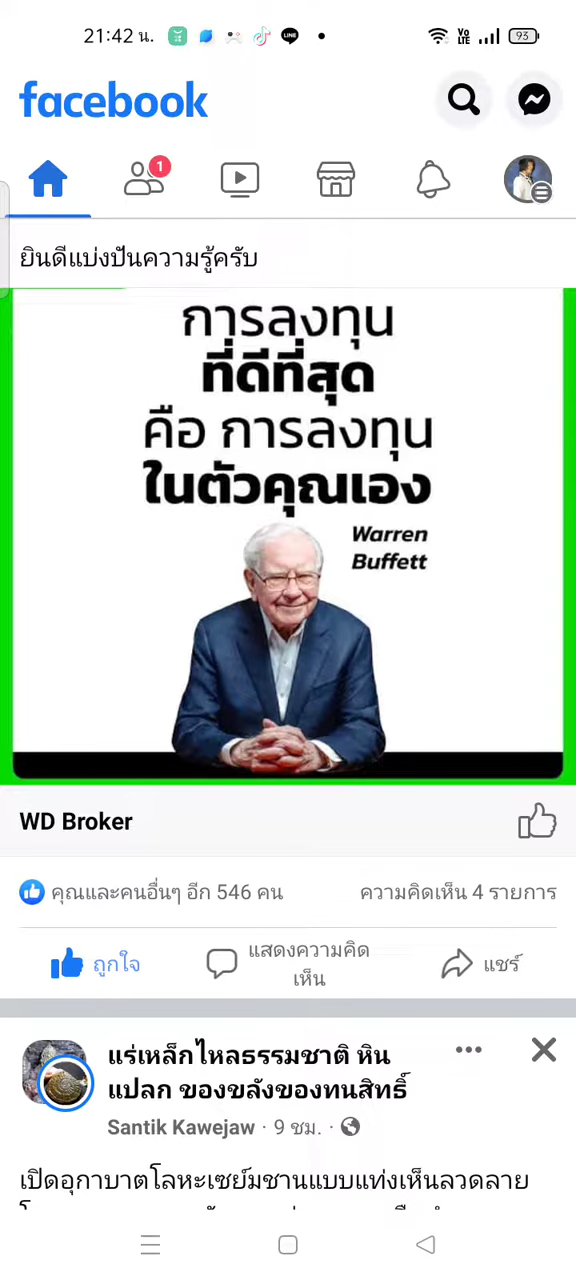 21:42 น.
LINE
VO LTE
93
facebook
1
ยินดีแบ่งปันความรู้ครับ
การลงทุน
ที่ดีที่สุด
คือ การลงทุน
ในตัวคุณเอง
Warren
Buffett
WD Broker
คุณและคนอื่นๆ อีก 546 คน
ความคิดเห็น 4 รายการ
ถูกใจ
แสดงความคิด
เห็น
แชร์
แร่เหล็กไหลธรรมชาติ หิน
แปลก ของขลังของทนสิทธิ์
Santik Kawejaw · 9 ชม. ·
เปิดอุกาบาตโลหะเซย์มชานแบบแท่งเห็นลวดลาย